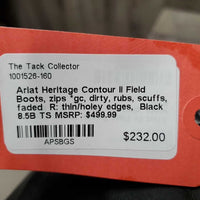 The Tack Collector
1001526-160
Ariat Heritage Contour II Field
Boots, zips *gc, dirty, rubs, scuffs,
faded  R: thin/holey edges,  Black
8.5B TS MSRP: $499.99
$232.00
APSBGS